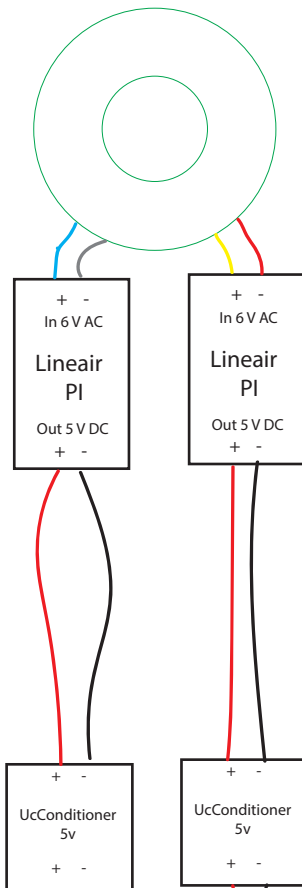 + -
In 6 V AC
Lineair
PI
Out 5 V DC
+ -
+ -
In 6 V AC
Lineair
PI
Out 5 V DC
+ -
+ -
UcConditioner
5v
+ -
+ -
UcConditioner
5v
+ -